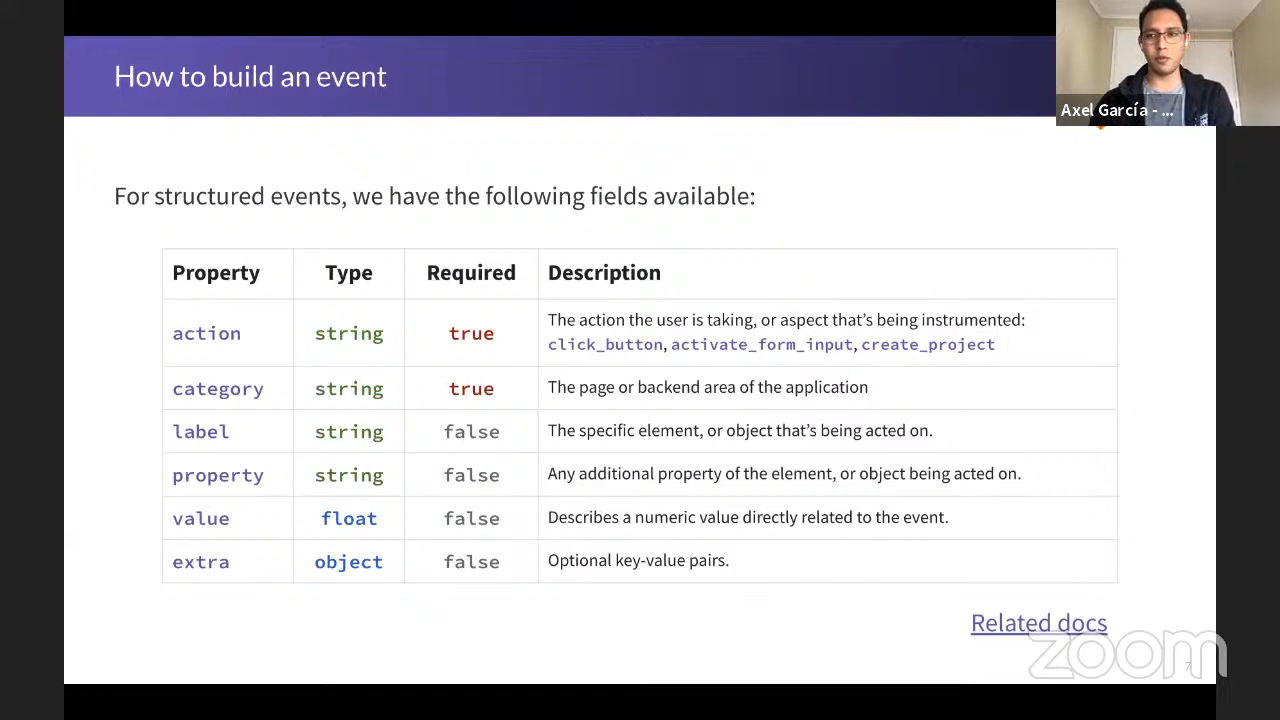 How to build an event
Axel García - ...
For structured events, we have the following fields available:
Property Type Required Description
action string true The action the user is taking, or aspect that's being instrumented:
click_button, activate_form_input, create_project
category string true The page or backend area of the application
label string false The specific element, or object that's being acted on.
property string false Any additional property of the element, or object being acted on.
value float false Describes a numeric value directly related to the event.
extra object false Optional key-value pairs.
Related docs
zoom
7